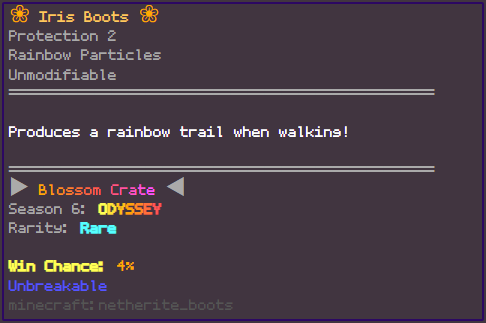 ❀ Iris Boots ❀
Protection 2
Rainbow Particles
Unmodifiable
Produces a rainbow trail when walking!
▶ Blossom Crate ◀
Season 6: ODYSSEY
Rarity: Rare
Win Chance: 4%
Unbreakable
minecraft:netherite_boots